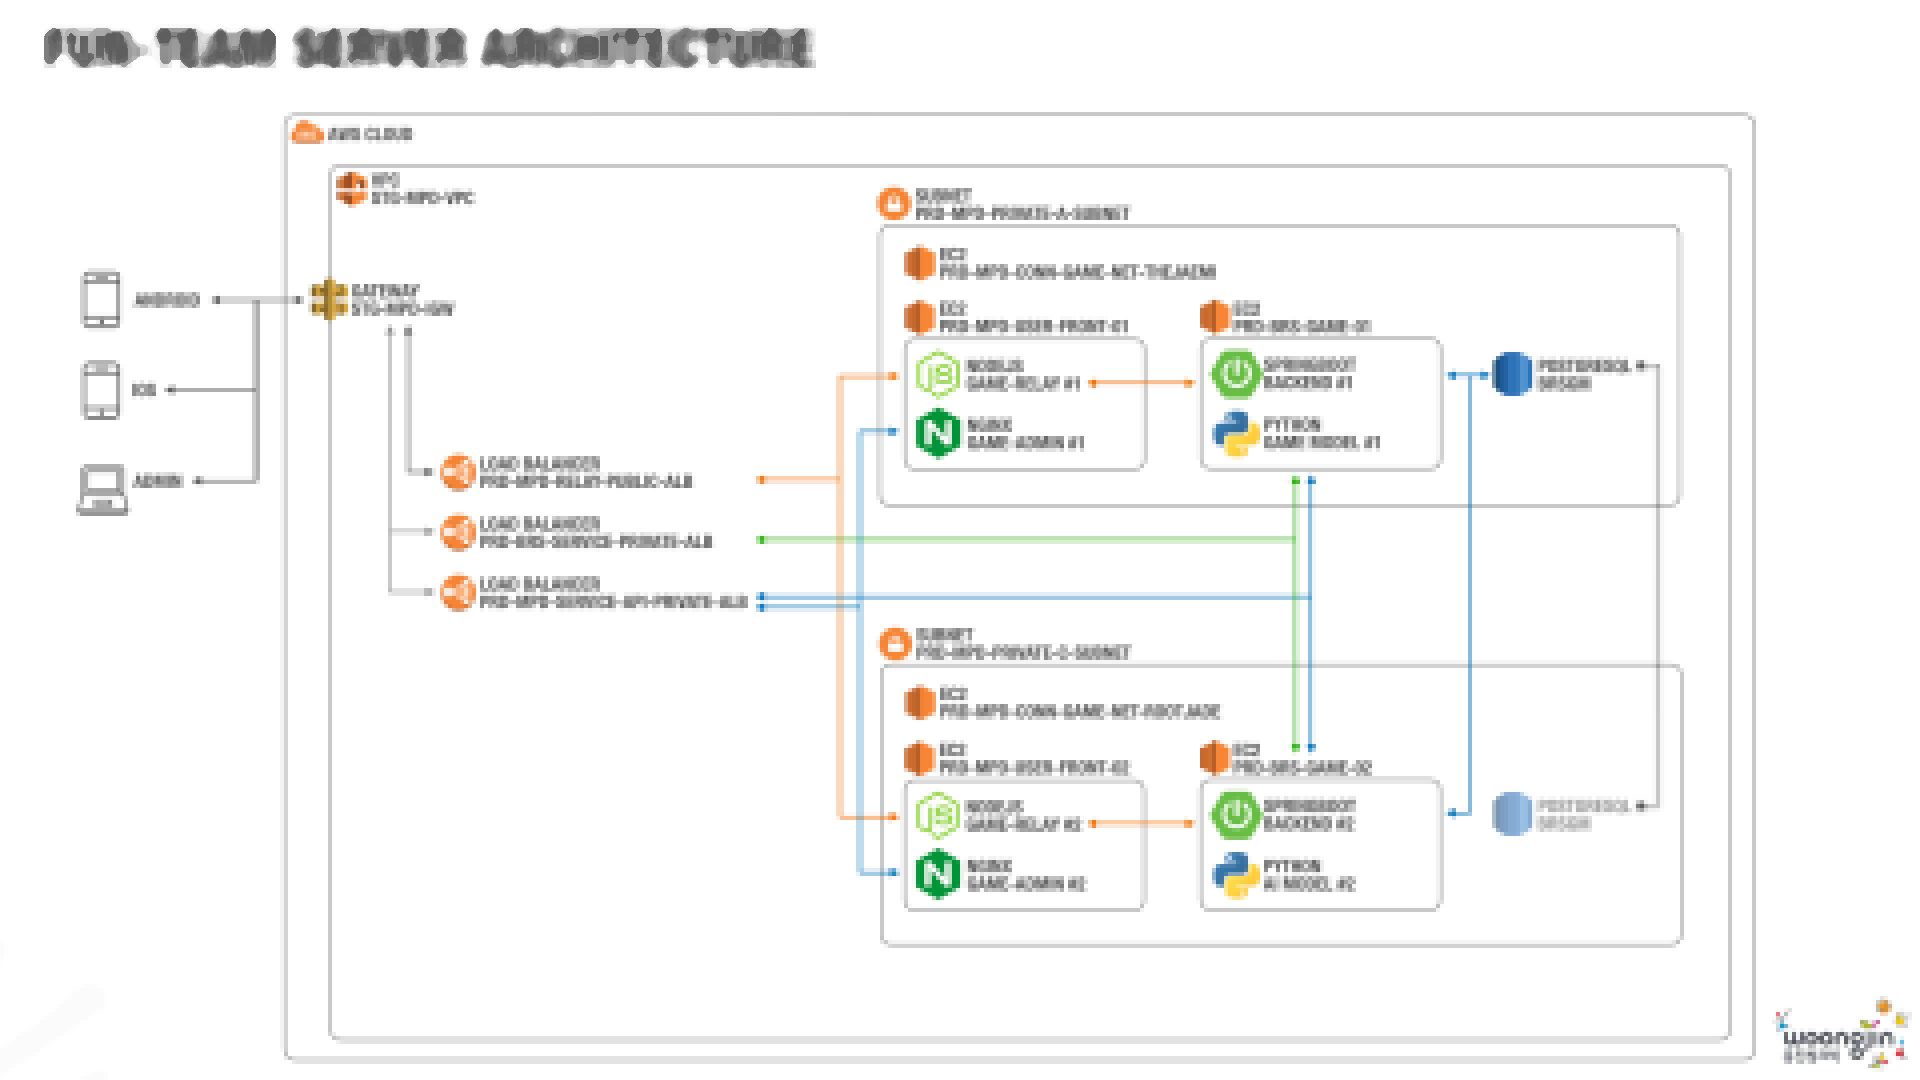 TEAM SERVER ARCHITECTURE
AWS CLOUD
VPC
STG-MPD-VPC
SUBNET
PRD-MPD-PRIVATE-A-SUBNET
EC2
PRD-MPD-CONN-GAME-NET-THEJAEMI
EC2
PRD-MPD-USER-FRONT-01
EC2
PRD-BRS-GAME-01
ANDROID
GATEWAY
STG-MPD-IGW
NODEJS
GAME-RELAY #1
SPRINGBOOT
BACKEND #1
POSTGRESQL
IOS
NGINX
GAME-ADMIN #1
PYTHON
GAME MODEL #1
ADMIN
LOAD BALANCER
PRD-MPD-RELAY-PUBLIC-ALB
LOAD BALANCER
PRD-BRS-SERVICE-PRIVATE-ALB
LOAD BALANCER
PRD-MPD-SERVICE-API-PRIVATE-ALB
SUBNET
PRD-MPD-PRIVATE-C-SUBNET
EC2
PRD-MPD-CONN-GAME-NET-ROOTJADE
EC2
PRD-MPD-USER-FRONT-02
EC2
PRD-BRS-GAME-02
NODEJS
GAME-RELAY #2
SPRINGBOOT
BACKEND #2
POSTGRESQL
NGINX
GAME-ADMIN #2
PYTHON
AI MODEL #2
woongjin